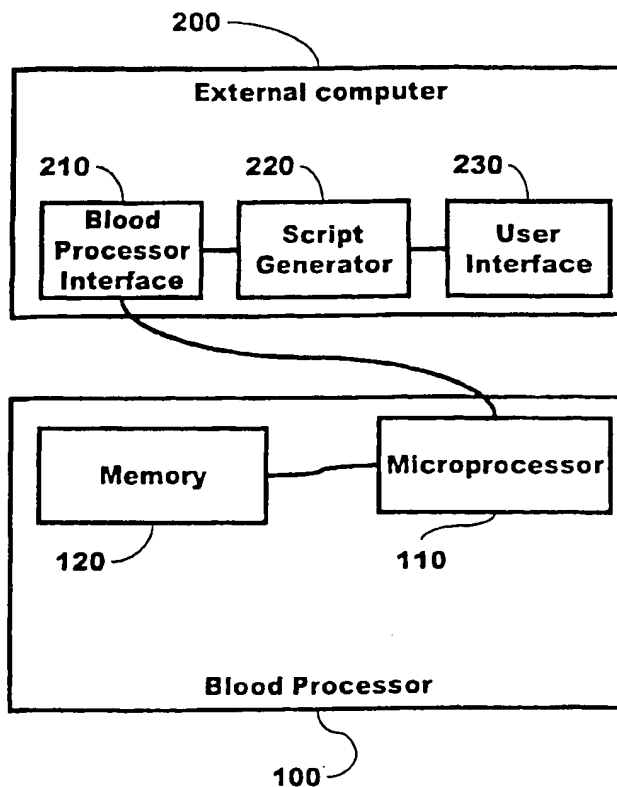 200
External computer
210
220
230
Blood
Processor
Interface
Script
Generator
User
Interface
Memory
Microprocessor
120
110
Blood Processor
100